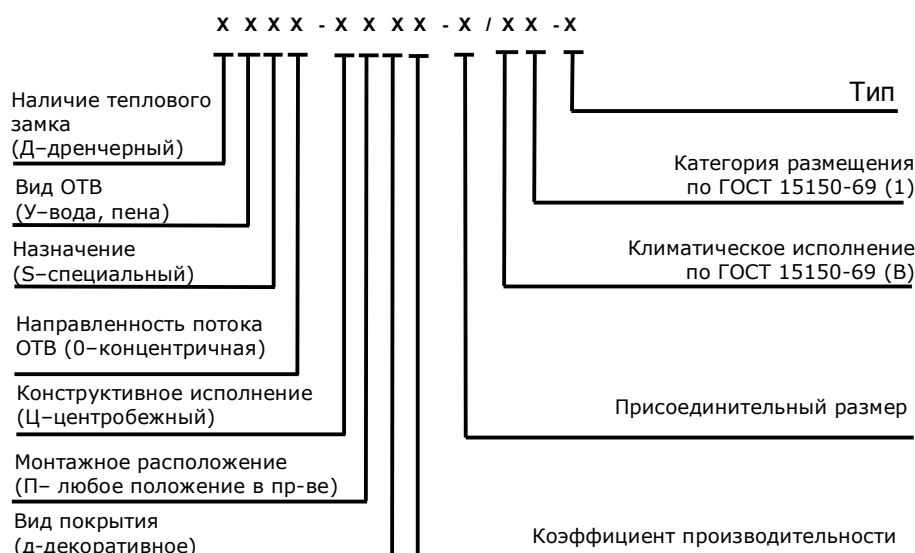 X X X X - X X X X - X / X X - X
Наличие теплового
замка
(Д–дренчерный)
Вид ОТВ
(У–вода, пена)
Назначение
(S–специальный)
Направленность потока
ОТВ (0–концентричная)
Конструктивное исполнение
(Ц–центробежный)
Монтажное расположение
(П– любое положение в пр-ве)
Вид покрытия
(д-декоративное)
Тип
Категория размещения
по ГОСТ 15150-69 (1)
Климатическое исполнение
по ГОСТ 15150-69 (В)
Присоединительный размер
Коэффициент производительности